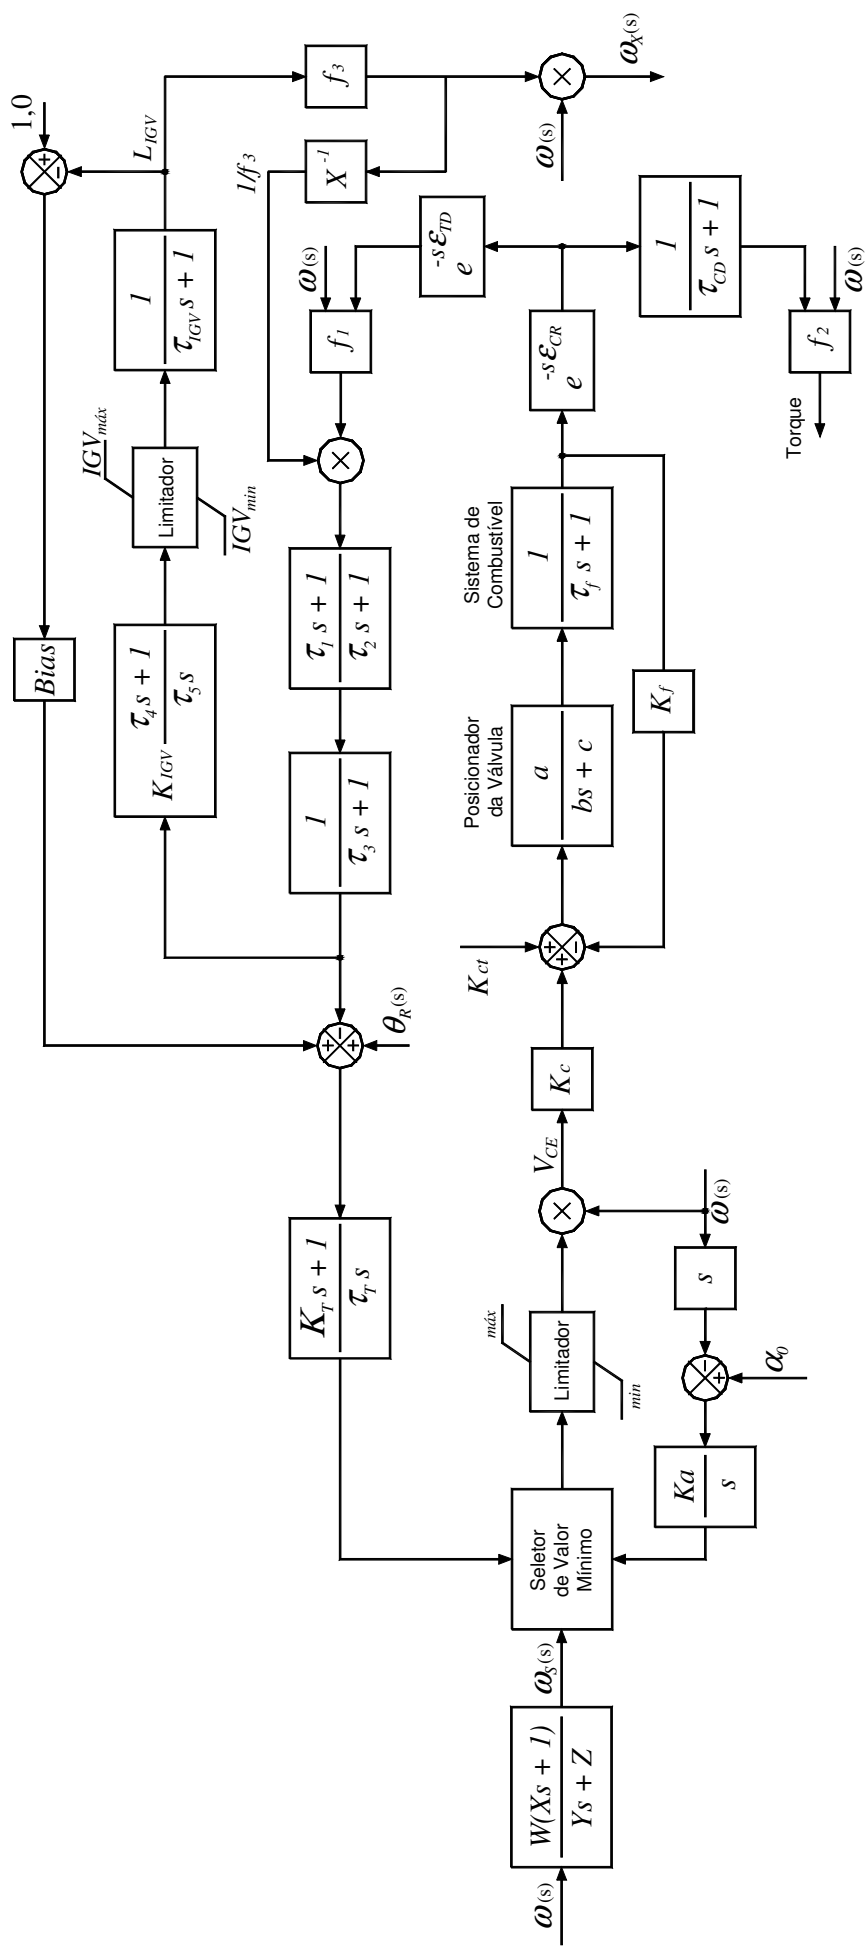 1,0
L_IGV
f_3
ω_X(s)
ω(s)
1/f_3
X^-1
1
τ_IGV s + 1
IGV_máx
Limitador
IGV_min
K_IGV
τ_4 s + 1
τ_5 s
Bias
ω(s)
f_1
e^-sε_TD
τ_1 s + 1
τ_2 s + 1
1
τ_3 s + 1
θ_R(s)
K_T s + 1
τ_T s
ω(s)
W(Xs + 1)
Ys + Z
ω_S(s)
Seletor
de Valor
Mínimo
máx
Limitador
min
V_CE
K_c
K_ct
Posicionador
da Válvula
a
bs + c
Sistema de
Combustível
1
τ_f s + 1
K_f
e^-sε_CR
1
τ_CD s + 1
ω(s)
f_2
Torque
ω(s)
s
α_0
Ka
s